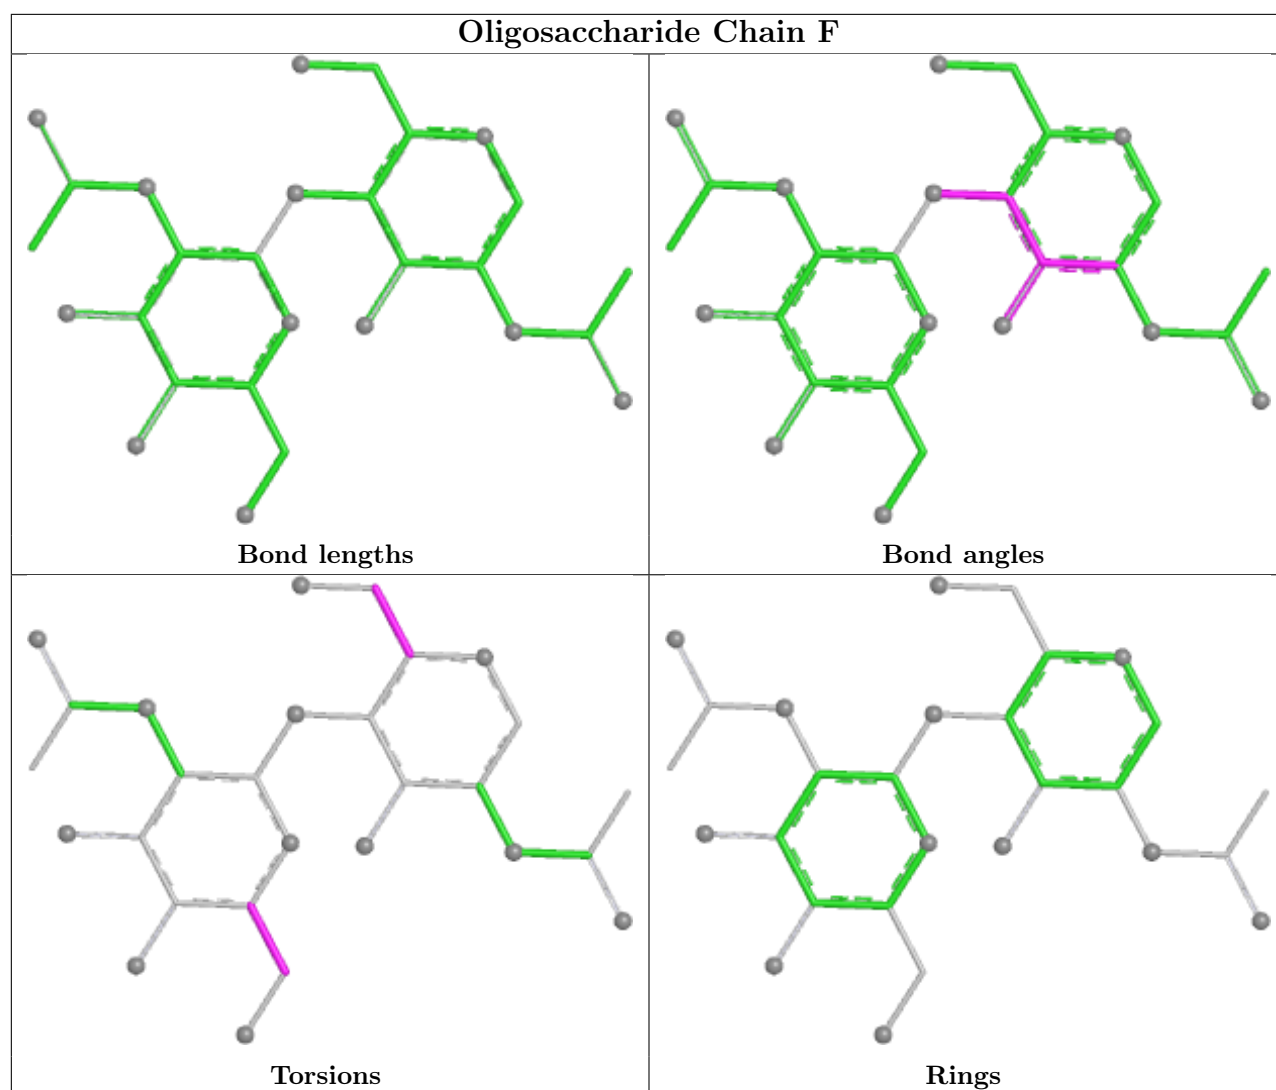 Oligosaccharide Chain F
Bond lengths
Bond angles
Torsions
Rings